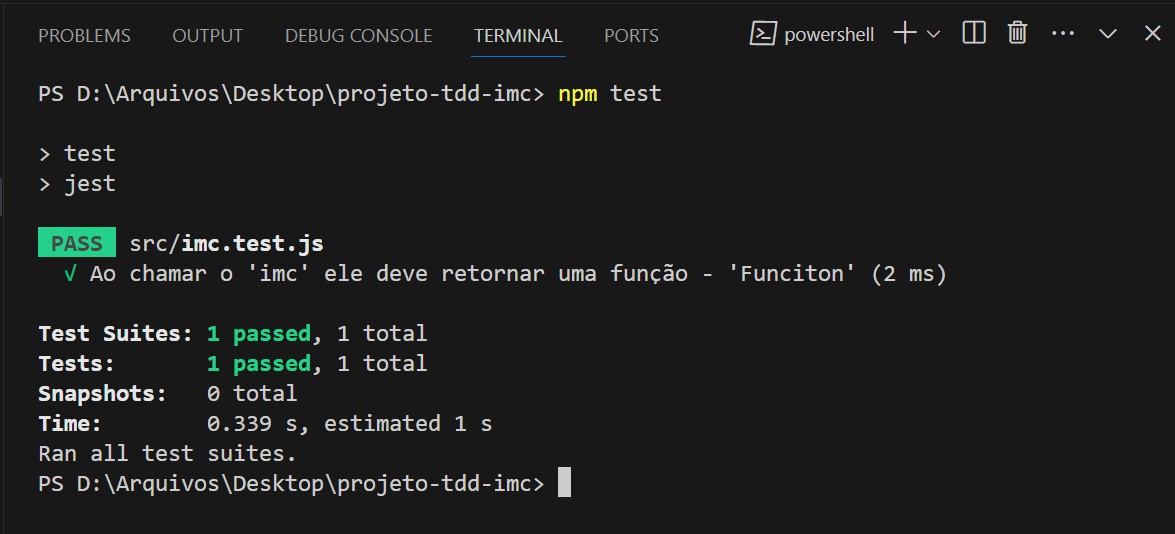 PROBLEMS OUTPUT DEBUG CONSOLE TERMINAL PORTS powershell
PS D:\Arquivos\Desktop\projeto-tdd-imc> npm test
> test
> jest
PASS src/imc.test.js
√ Ao chamar o 'imc' ele deve retornar uma função - 'Funciton' (2 ms)
Test Suites: 1 passed, 1 total
Tests: 1 passed, 1 total
Snapshots: 0 total
Time: 0.339 s, estimated 1 s
Ran all test suites.
PS D:\Arquivos\Desktop\projeto-tdd-imc>